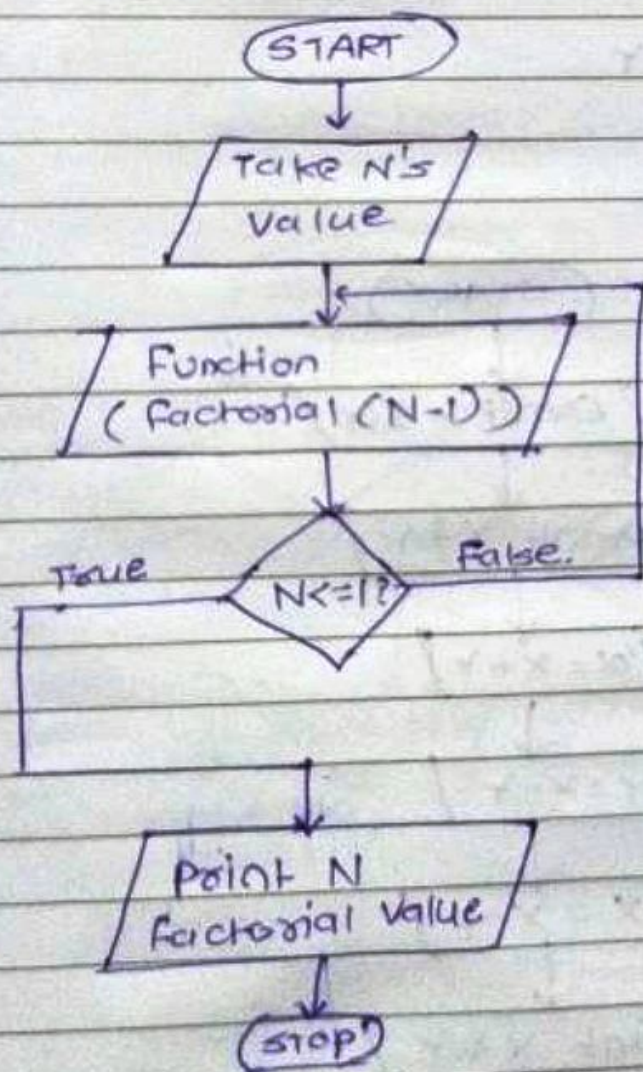 START
Take N's
Value
Function
(factorial (N-1))
N<=1?
True
False.
Print N
factorial Value
STOP